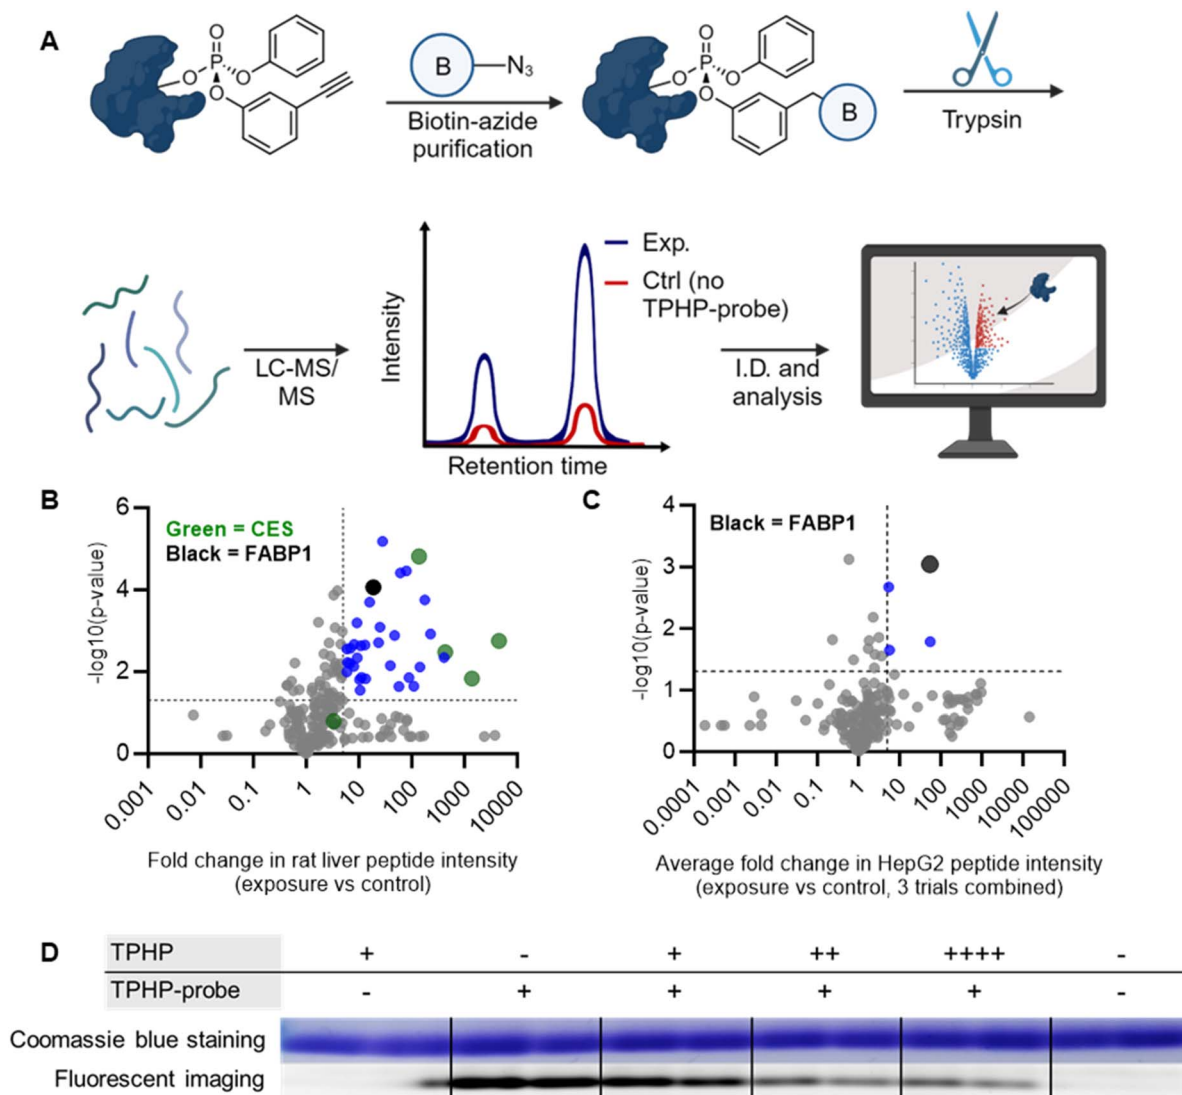 A
O
O
P
O
O
B
N₃
Biotin-azide
purification
O
O
P
O
O
B
Trypsin
LC-MS/
MS
Intensity
Retention time
Exp.
Ctrl (no
TPHP-probe)
I.D. and
analysis
B
Green = CES
Black = FABP1
-log10(p-value)
6
4
2
0
0.001
0.01
0.1
1
10
100
1000
10000
Fold change in rat liver peptide intensity
(exposure vs control)
C
Black = FABP1
-log10(p-value)
4
3
2
1
0
0.0001
0.001
0.01
0.1
1
10
100
1000
10000
100000
Average fold change in HepG2 peptide intensity
(exposure vs control, 3 trials combined)
D
TPHP + - + ++ ++++ -
TPHP-probe - + + + + -
Coomassie blue staining
Fluorescent imaging